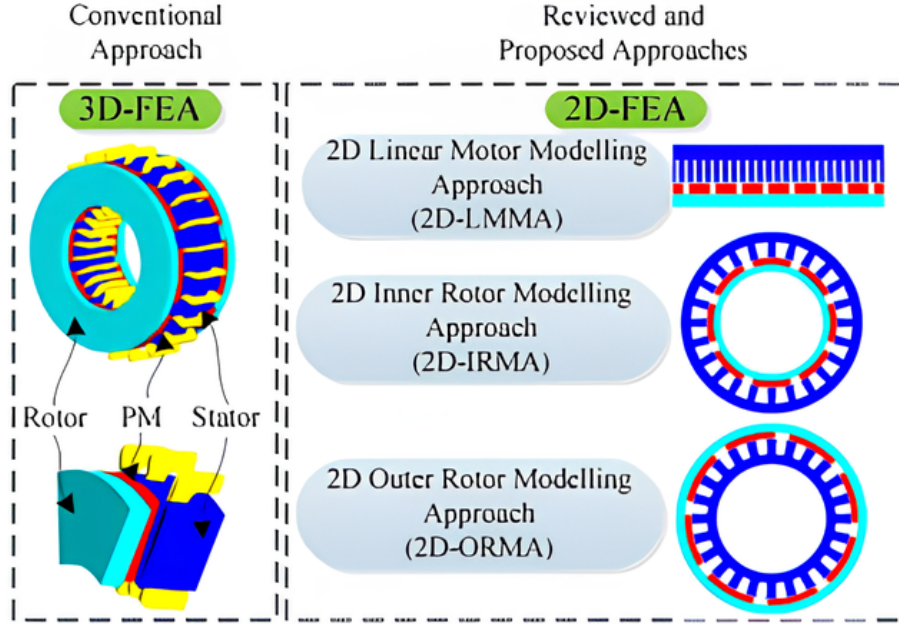 Conventional
Approach
Reviewed and
Proposed Approaches
3D-FEA
2D-FEA
2D Linear Motor Modelling
Approach
(2D-LMMA)
2D Inner Rotor Modelling
Approach
(2D-IRMA)
Rotor PM Stator
2D Outer Rotor Modelling
Approach
(2D-ORMA)